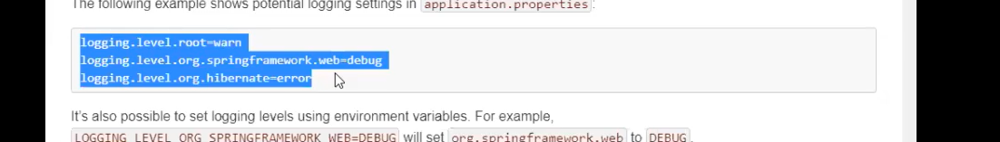 The following example shows potential logging settings in application.properties:
logging.level.root=warn
logging.level.org.springframework.web=debug
logging.level.org.hibernate=error
It's also possible to set logging levels using environment variables. For example,
LOGGING_LEVEL_ORG_SPRINGFRAMEWORK_WEB=DEBUG will set org.springframework.web to DEBUG.